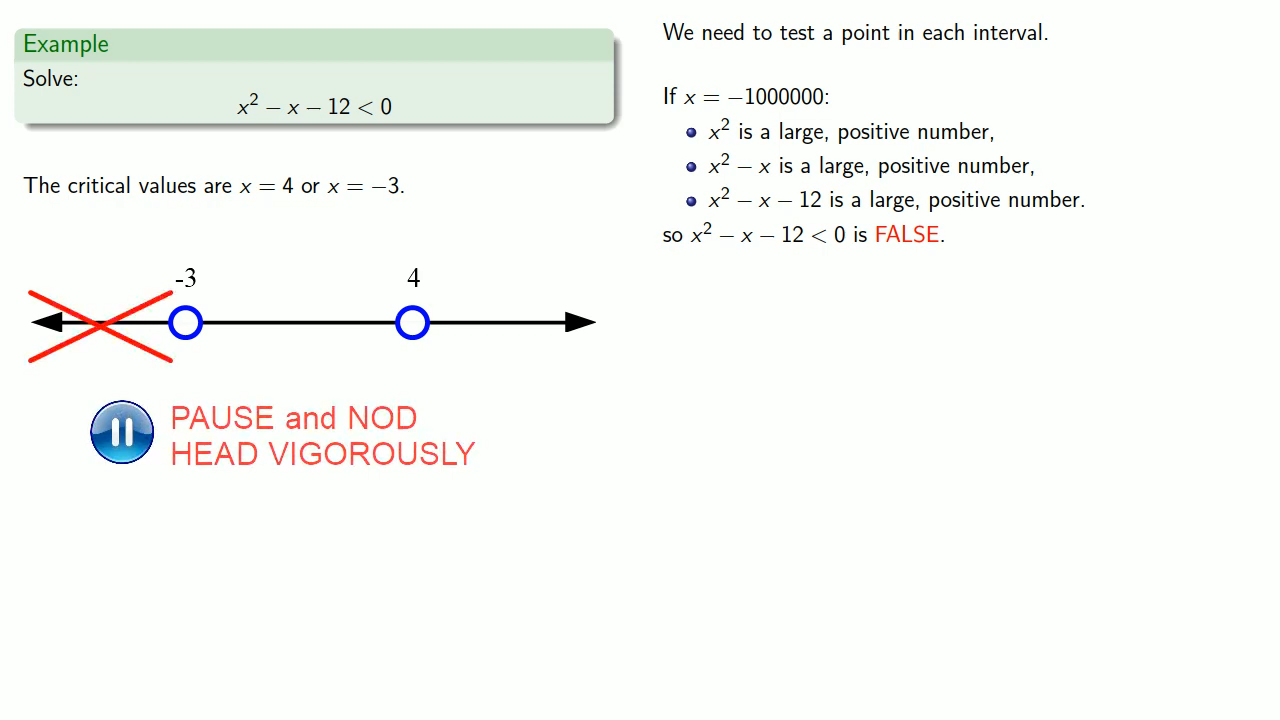 Example
Solve:
x² − x − 12 < 0
The critical values are x = 4 or x = −3.
-3
4
PAUSE and NOD
HEAD VIGOROUSLY
We need to test a point in each interval.
If x = −1000000:
x² is a large, positive number,
x² − x is a large, positive number,
x² − x − 12 is a large, positive number.
so x² − x − 12 < 0 is FALSE.